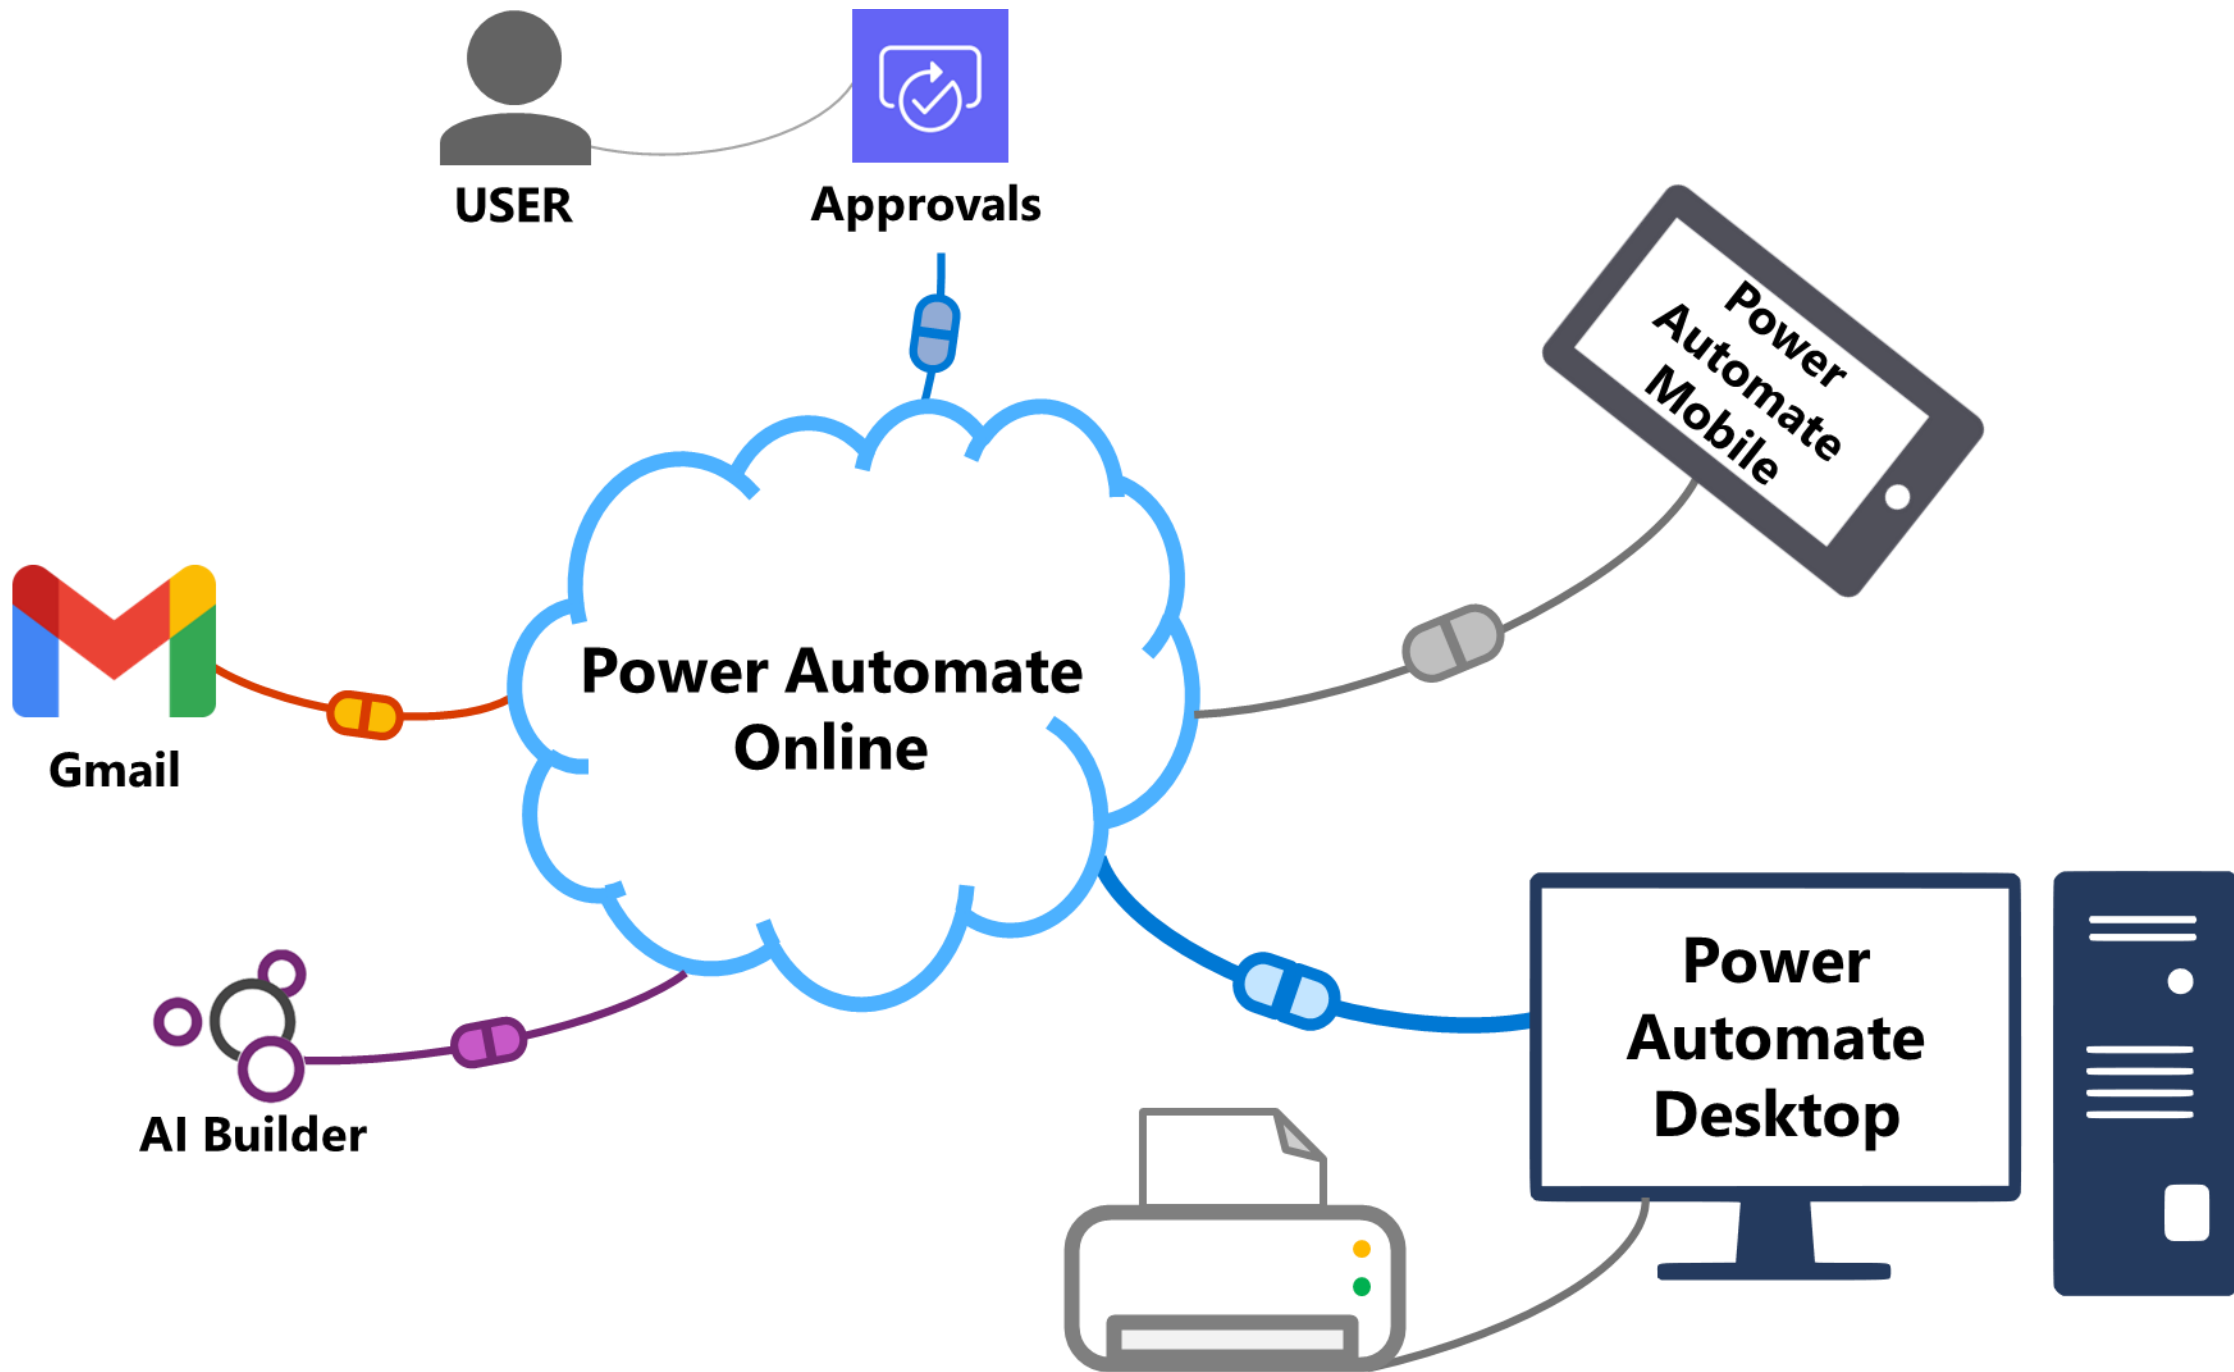 USER
Approvals
Power
Automate
Mobile
Power Automate
Online
Gmail
AI Builder
Power
Automate
Desktop